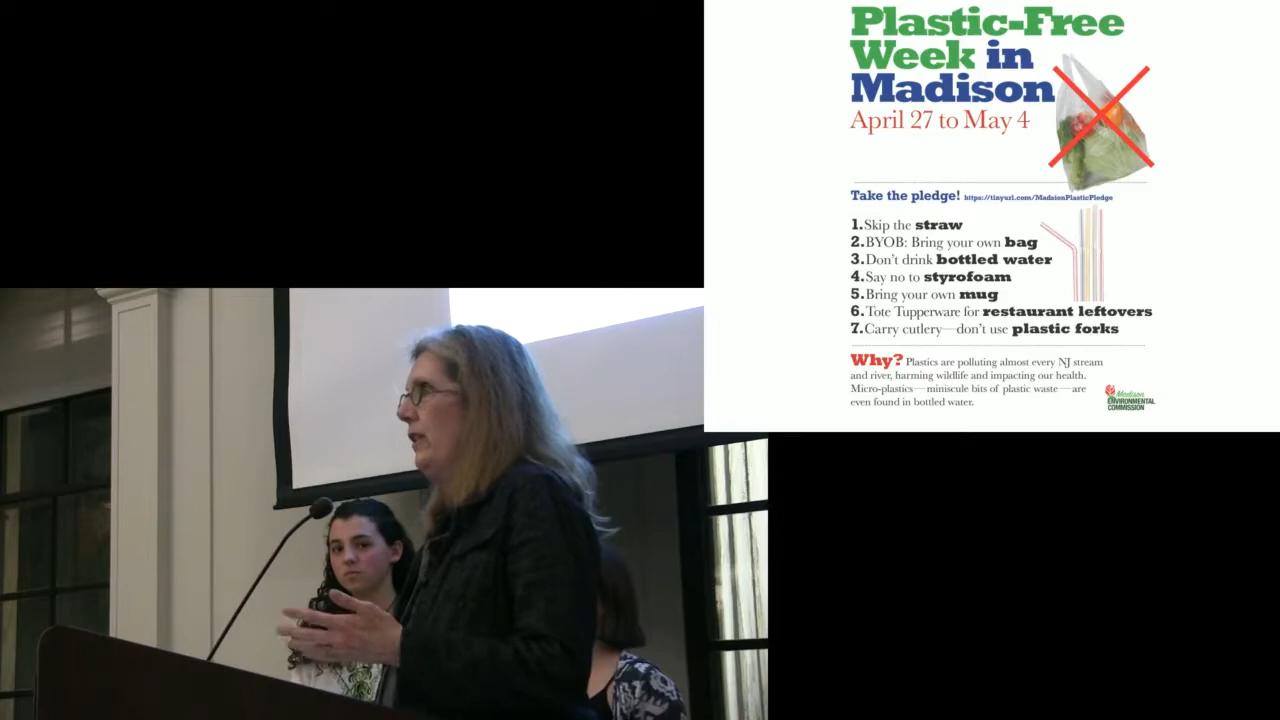 Plastic-Free
Week in
Madison
April 27 to May 4
Take the pledge! https://tinyurl.com/MadsionPlasticPledge
1. Skip the straw
2. BYOB: Bring your own bag
3. Don't drink bottled water
4. Say no to styrofoam
5. Bring your own mug
6. Tote Tupperware for restaurant leftovers
7. Carry cutlery—don't use plastic forks
Why? Plastics are polluting almost every NJ stream
and river, harming wildlife and impacting our health.
Micro-plastics—miniscule bits of plastic waste—are
even found in bottled water.
Madison
ENVIRONMENTAL
COMMISSION